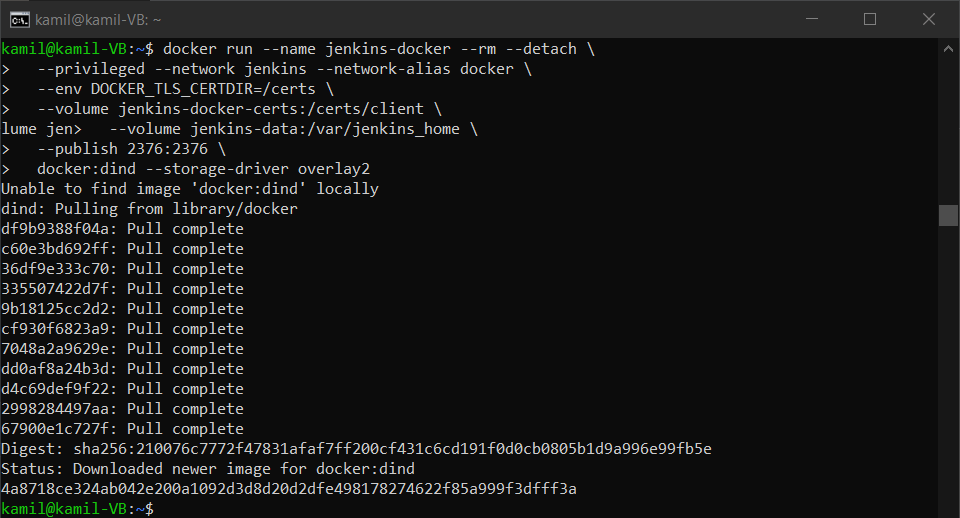 kamil@kamil-VB: ~
kamil@kamil-VB:~$ docker run --name jenkins-docker --rm --detach \
>   --privileged --network jenkins --network-alias docker \
>   --env DOCKER_TLS_CERTDIR=/certs \
>   --volume jenkins-docker-certs:/certs/client \
lume jen>   --volume jenkins-data:/var/jenkins_home \
>   --publish 2376:2376 \
>   docker:dind --storage-driver overlay2
Unable to find image 'docker:dind' locally
dind: Pulling from library/docker
df9b9388f04a: Pull complete
c60e3bd692ff: Pull complete
36df9e333c70: Pull complete
335507422d7f: Pull complete
9b18125cc2d2: Pull complete
cf930f6823a9: Pull complete
7048a2a9629e: Pull complete
dd0af8a24b3d: Pull complete
d4c69def9f22: Pull complete
2998284497aa: Pull complete
67900e1c727f: Pull complete
Digest: sha256:210076c7772f47831afaf7ff200cf431c6cd191f0d0cb0805b1d9a996e99fb5e
Status: Downloaded newer image for docker:dind
4a8718ce324ab042e200a1092d3d8d20d2dfe498178274622f85a999f3dfff3a
kamil@kamil-VB:~$